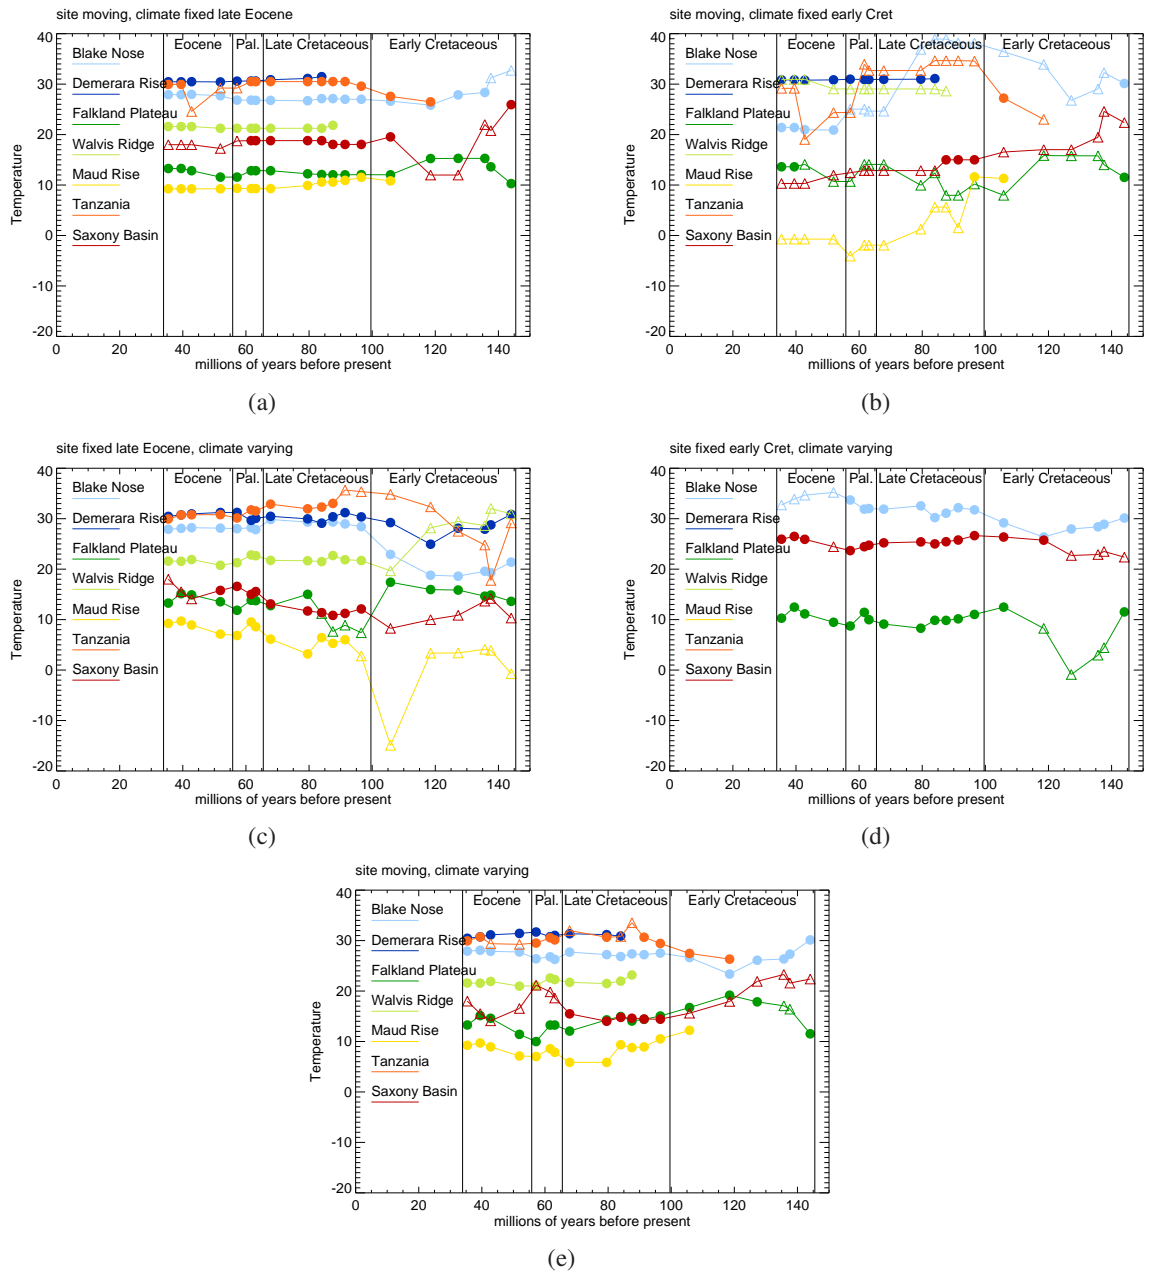 site moving, climate fixed late Eocene
40
30
20
10
0
-10
-20
Temperature
Eocene
Pal.
Late Cretaceous
Early Cretaceous
Blake Nose
Demerara Rise
Falkland Plateau
Walvis Ridge
Maud Rise
Tanzania
Saxony Basin
0 20 40 60 80 100 120 140
millions of years before present
(a)
site moving, climate fixed early Cret
40
30
20
10
0
-10
-20
Temperature
Eocene
Pal.
Late Cretaceous
Early Cretaceous
Blake Nose
Demerara Rise
Falkland Plateau
Walvis Ridge
Maud Rise
Tanzania
Saxony Basin
0 20 40 60 80 100 120 140
millions of years before present
(b)
site fixed late Eocene, climate varying
40
30
20
10
0
-10
-20
Temperature
Eocene
Pal.
Late Cretaceous
Early Cretaceous
Blake Nose
Demerara Rise
Falkland Plateau
Walvis Ridge
Maud Rise
Tanzania
Saxony Basin
0 20 40 60 80 100 120 140
millions of years before present
(c)
site fixed early Cret, climate varying
40
30
20
10
0
-10
-20
Temperature
Eocene
Pal.
Late Cretaceous
Early Cretaceous
Blake Nose
Demerara Rise
Falkland Plateau
Walvis Ridge
Maud Rise
Tanzania
Saxony Basin
0 20 40 60 80 100 120 140
millions of years before present
(d)
site moving, climate varying
40
30
20
10
0
-10
-20
Temperature
Eocene
Pal.
Late Cretaceous
Early Cretaceous
Blake Nose
Demerara Rise
Falkland Plateau
Walvis Ridge
Maud Rise
Tanzania
Saxony Basin
0 20 40 60 80 100 120 140
millions of years before present
(e)